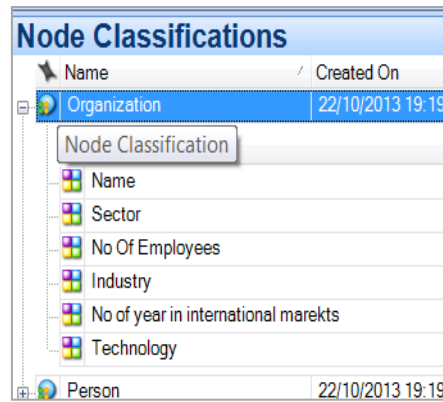 Node Classifications
Name Created On
Organization 22/10/2013 19:19
Node Classification
Name
Sector
No Of Employees
Industry
No of year in international marekts
Technology
Person 22/10/2013 19:19